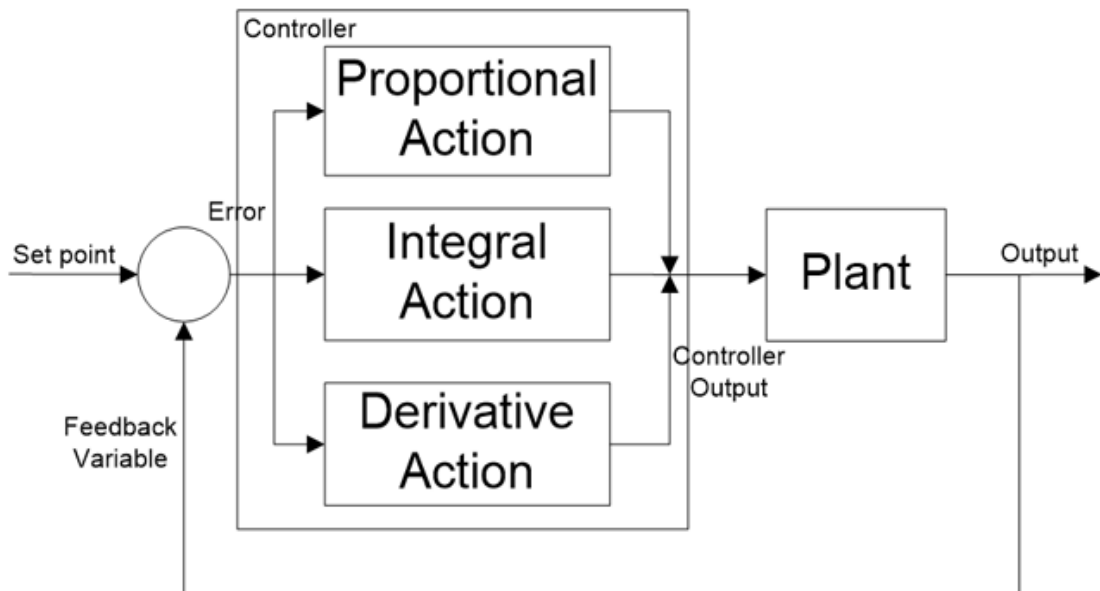 Controller
Proportional
Action
Error
Set point
Integral
Action
Plant
Output
Controller
Output
Derivative
Action
Feedback
Variable